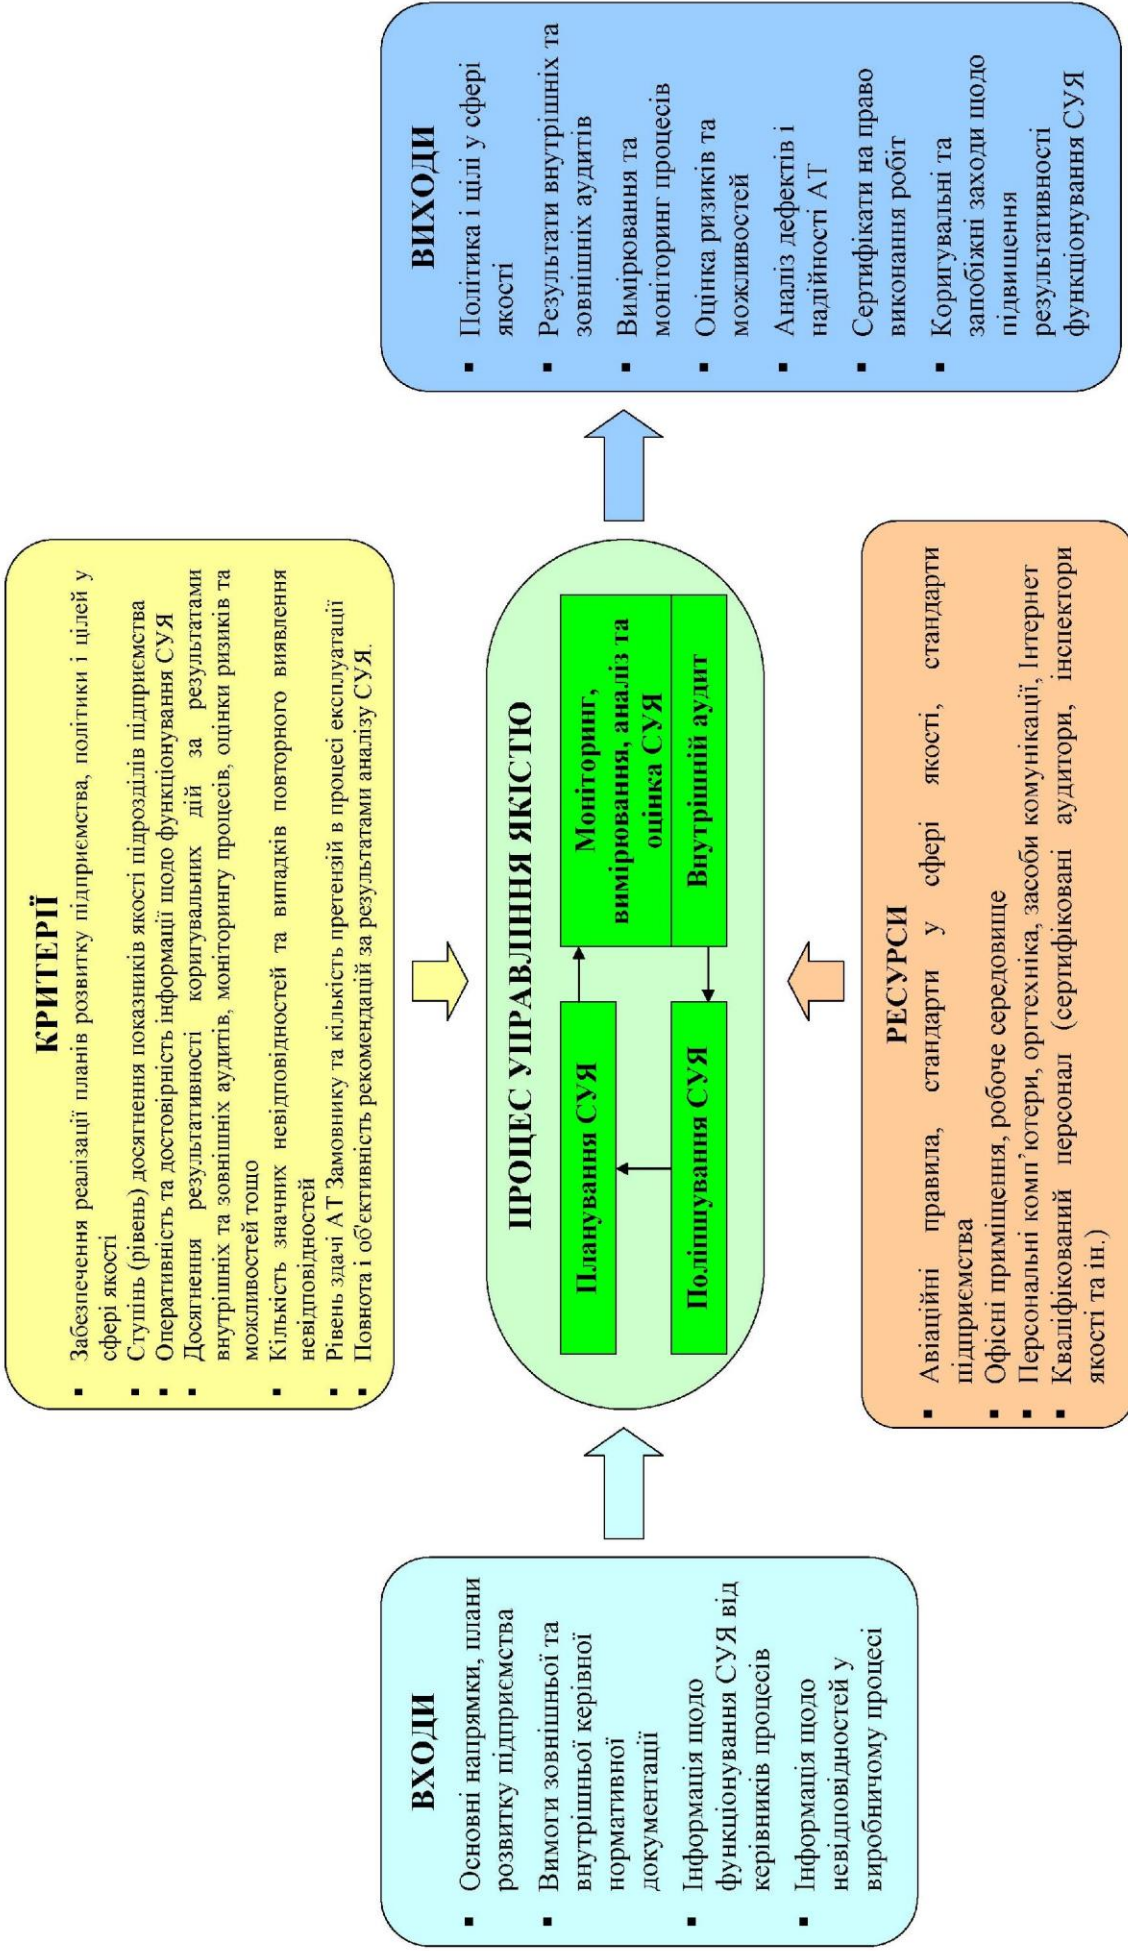 КРИТЕРІЇ
▪ Забезпечення реалізації планів розвитку підприємства, політики і цілей у
сфері якості
▪ Ступінь (рівень) досягнення показників якості підрозділів підприємства
▪ Оперативність та достовірність інформації щодо функціонування СУЯ
▪ Досягнення результативності коригувальних дій за результатами
внутрішніх та зовнішніх аудитів, моніторингу процесів, оцінки ризиків та
можливостей тощо
▪ Кількість значних невідповідностей та випадків повторного виявлення
невідповідностей
▪ Рівень здачі АТ Замовнику та кількість претензій в процесі експлуатації
▪ Повнота і об'єктивність рекомендацій за результатами аналізу СУЯ.
ВХОДИ
▪ Основні напрямки, плани
розвитку підприємства
▪ Вимоги зовнішньої та
внутрішньої керівної
нормативної
документації
▪ Інформація щодо
функціонування СУЯ від
керівників процесів
▪ Інформація щодо
невідповідностей у
виробничому процесі
ПРОЦЕС УПРАВЛІННЯ ЯКІСТЮ
Планування СУЯ
Моніторинг,
вимірювання, аналіз та
оцінка СУЯ
Внутрішній аудит
Поліпшування СУЯ
ВИХОДИ
▪ Політика і цілі у сфері
якості
▪ Результати внутрішніх та
зовнішніх аудитів
▪ Вимірювання та
моніторинг процесів
▪ Оцінка ризиків та
можливостей
▪ Аналіз дефектів і
надійності АТ
▪ Сертифікати на право
виконання робіт
▪ Коригувальні та
запобіжні заходи щодо
підвищення
результативності
функціонування СУЯ
РЕСУРСИ
▪ Авіаційні правила, стандарти у сфері якості, стандарти
підприємства
▪ Офісні приміщення, робоче середовище
▪ Персональні комп'ютери, оргтехніка, засоби комунікації, Інтернет
▪ Кваліфікований персонал (сертифіковані аудитори, інспектори
якості та ін.)